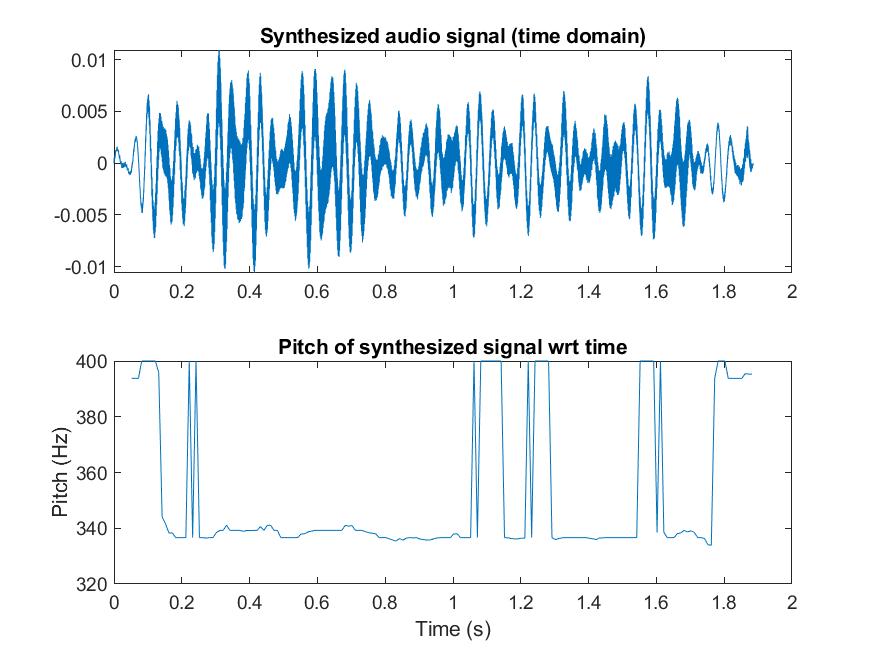 Synthesized audio signal (time domain)
0.01
0.005
0
-0.005
-0.01
0 0.2 0.4 0.6 0.8 1 1.2 1.4 1.6 1.8 2
Pitch of synthesized signal wrt time
400
380
360
340
320
Pitch (Hz)
0 0.2 0.4 0.6 0.8 1 1.2 1.4 1.6 1.8 2
Time (s)